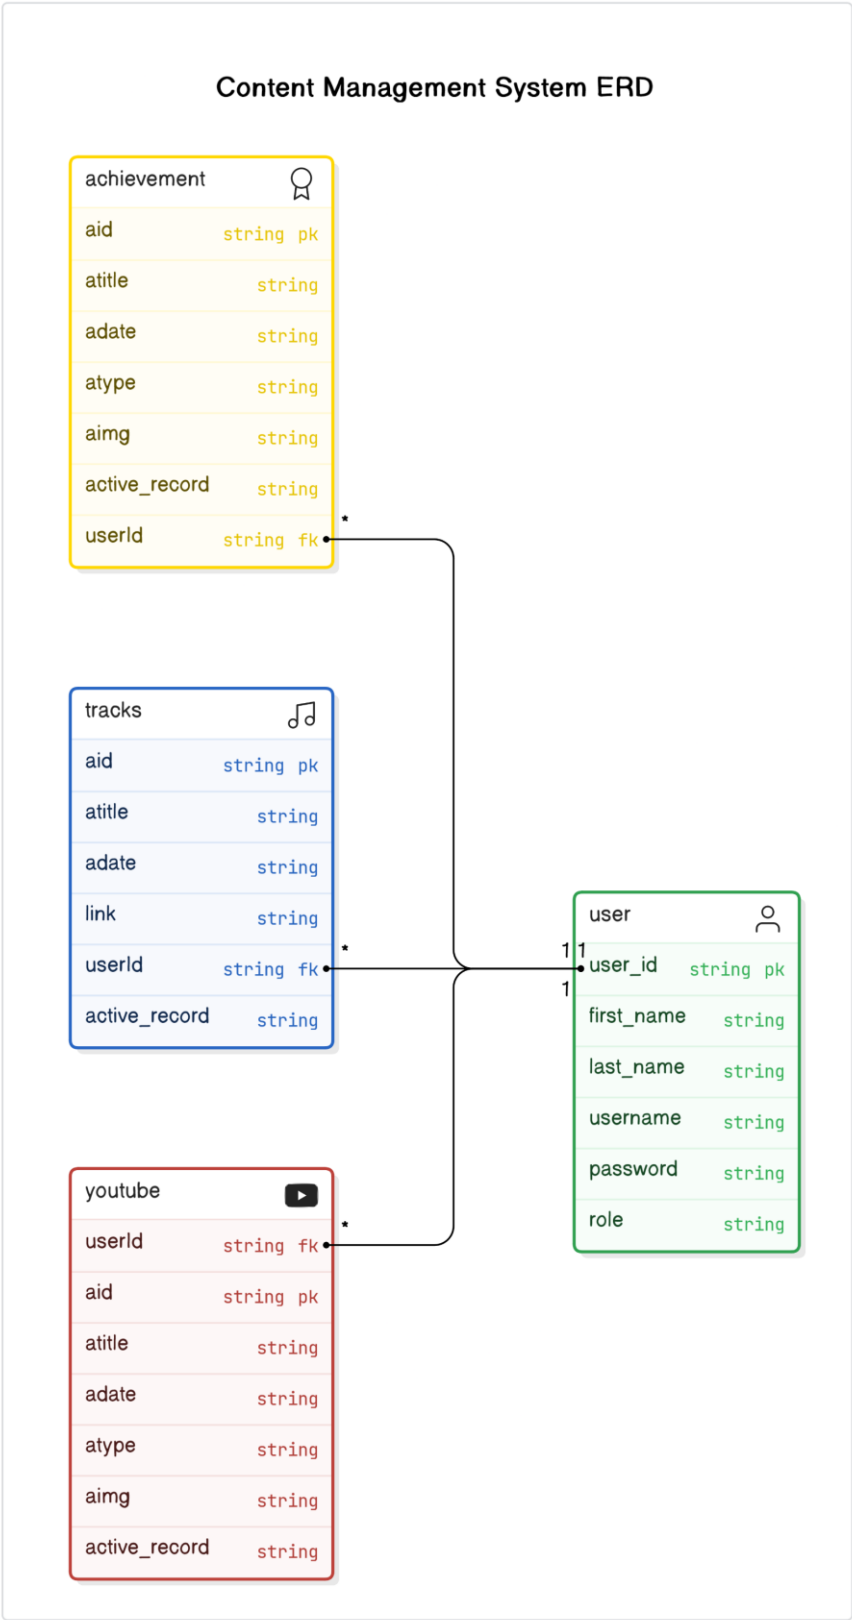 Content Management System ERD
achievement
aid string pk
atitle string
adate string
atype string
aimg string
active_record string
userId string fk
*
tracks
aid string pk
atitle string
adate string
link string
userId string fk
*
active_record string
user
1 1
1
user_id string pk
first_name string
last_name string
username string
password string
role string
youtube
userId string fk
*
aid string pk
atitle string
adate string
atype string
aimg string
active_record string